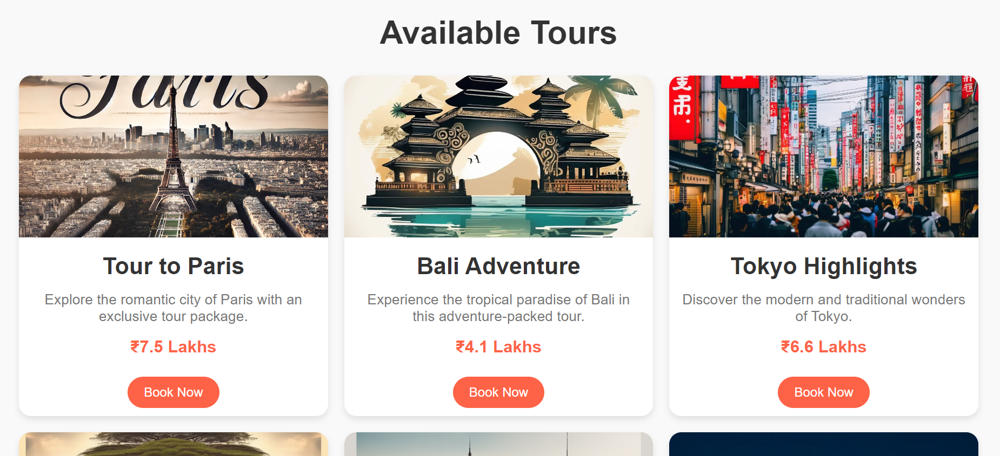 Available Tours
Paris
Tour to Paris
Explore the romantic city of Paris with an
exclusive tour package.
₹7.5 Lakhs
Book Now
Bali Adventure
Experience the tropical paradise of Bali in
this adventure-packed tour.
₹4.1 Lakhs
Book Now
Tokyo Highlights
Discover the modern and traditional wonders
of Tokyo.
₹6.6 Lakhs
Book Now